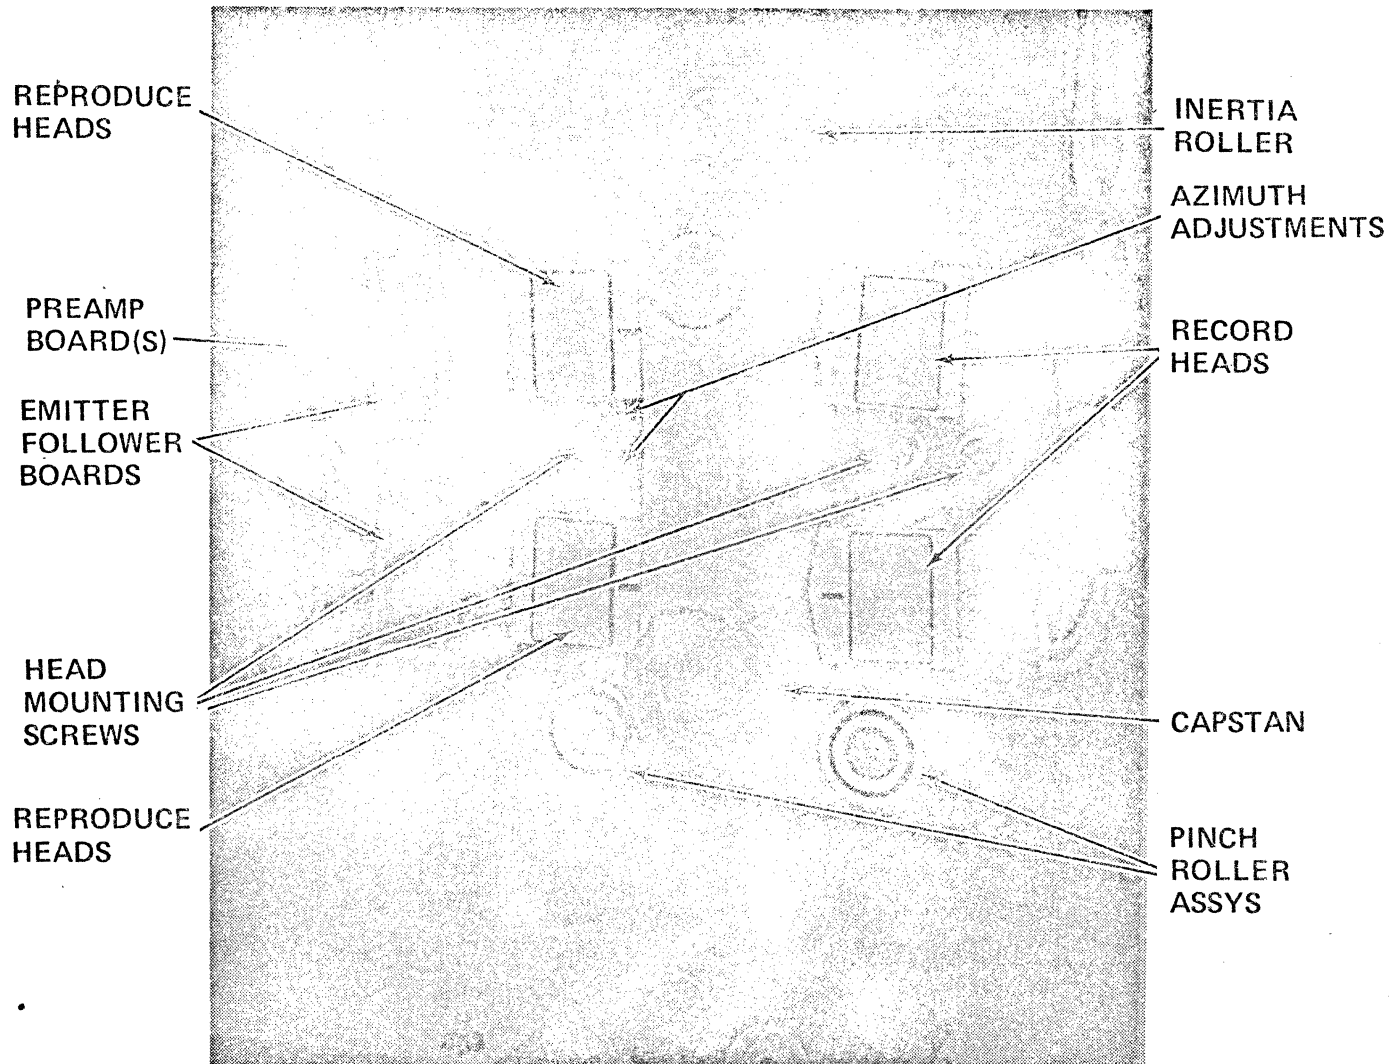 REPRODUCE
HEADS
PREAMP
BOARD(S)
EMITTER
FOLLOWER
BOARDS
HEAD
MOUNTING
SCREWS
REPRODUCE
HEADS
INERTIA
ROLLER
AZIMUTH
ADJUSTMENTS
RECORD
HEADS
CAPSTAN
PINCH
ROLLER
ASSYS